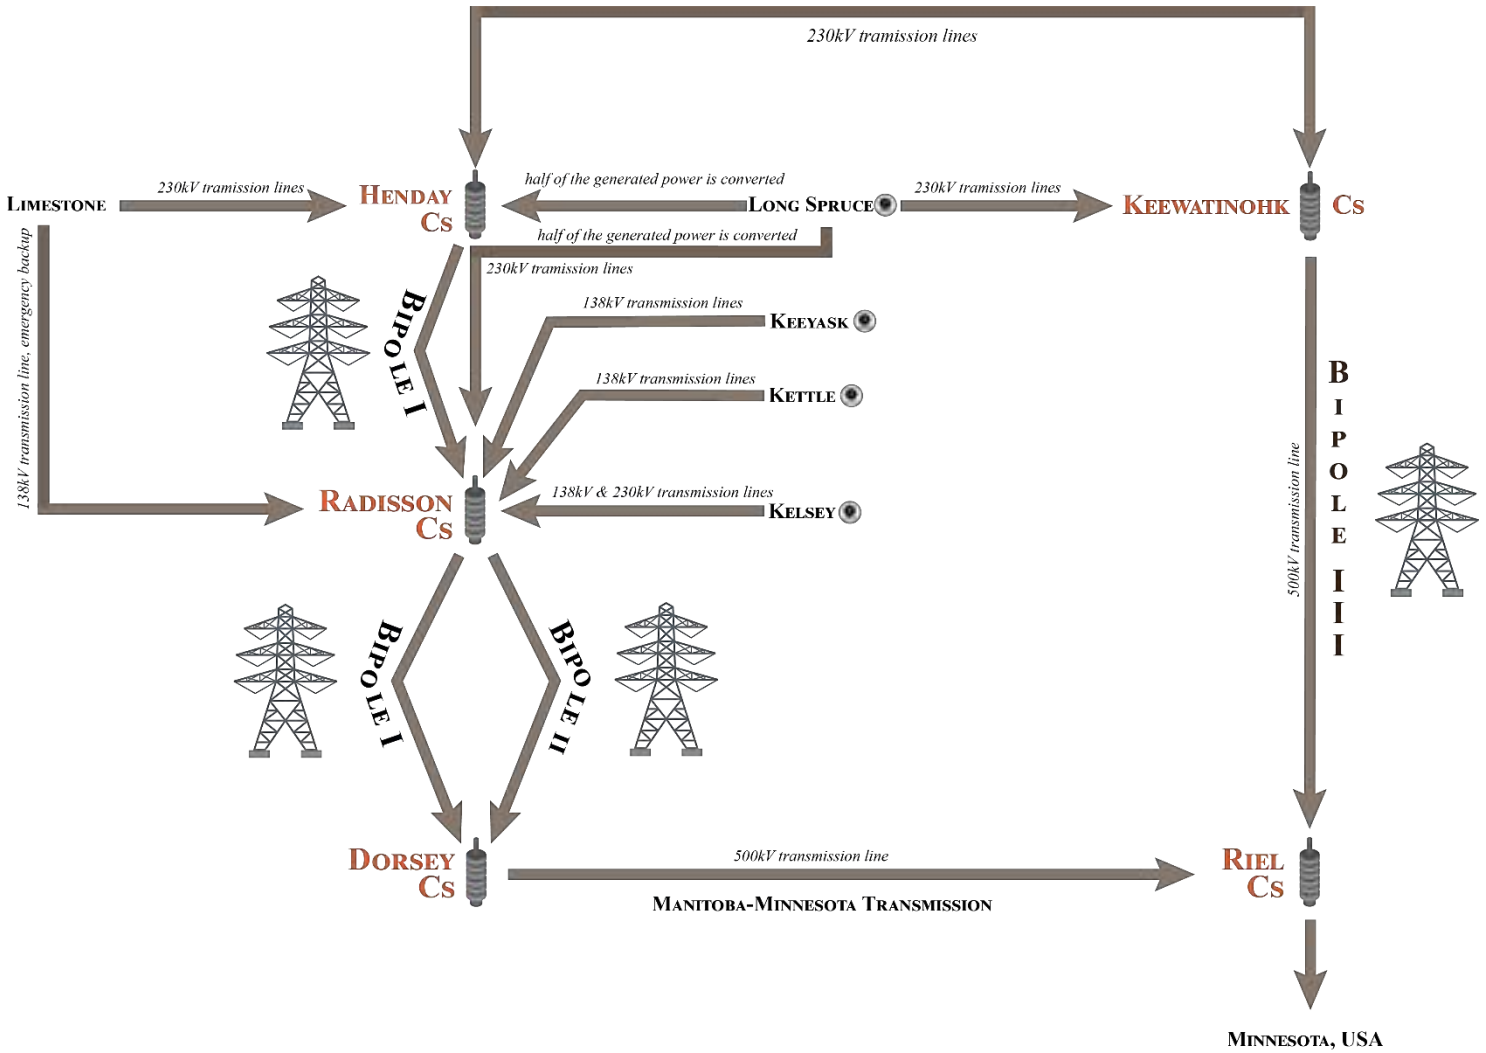 230kV tramission lines
half of the generated power is converted
230kV tramission lines
230kV tramission lines
Limestone
Henday
Cs
Long Spruce
Keewatinohk
Cs
half of the generated power is converted
230kV tramission lines
138kV transmission line, emergency backup
Bipole I
138kV transmission lines
Keeyask
138kV transmission lines
Kettle
Bipole III
500kV transmission line
138kV & 230kV transmission lines
Radisson
Cs
Kelsey
Bipole I
Bipole II
Dorsey
Cs
500kV transmission line
Manitoba-Minnesota Transmission
Riel
Cs
Minnesota, USA